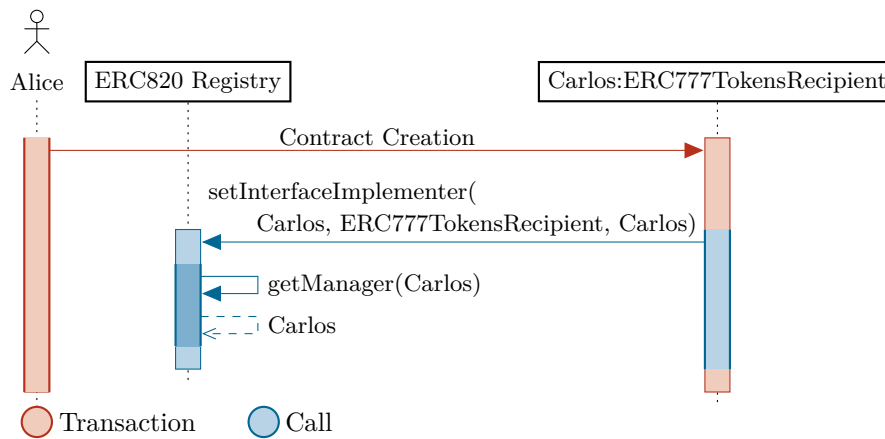 Alice
ERC820 Registry
Carlos:ERC777TokensRecipient
Contract Creation
setInterfaceImplementer(
Carlos, ERC777TokensRecipient, Carlos)
getManager(Carlos)
Carlos
Transaction
Call